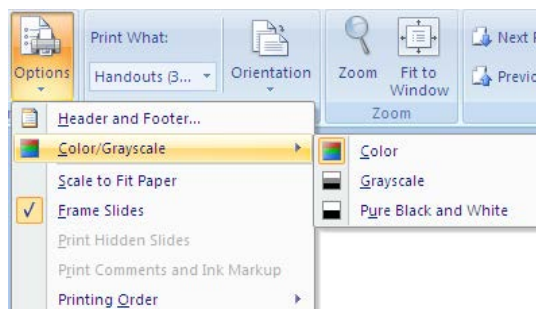 Print What:
Options
Handouts (3...
Orientation
Zoom
Fit to
Window
Next
Previ
Zoom
Header and Footer...
Color/Grayscale
Color
Scale to Fit Paper
Grayscale
Frame Slides
Pure Black and White
Print Hidden Slides
Print Comments and Ink Markup
Printing Order